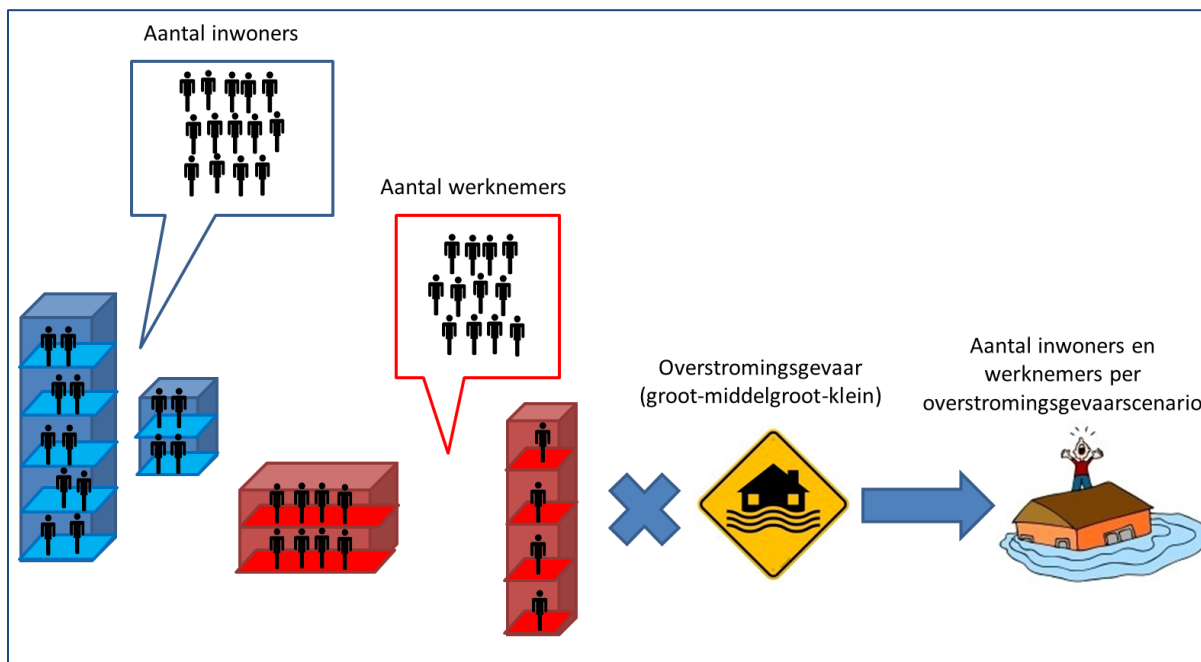 Aantal inwoners
Aantal werknemers
Overstromingsgevaar
(groot-middelgroot-klein)
Aantal inwoners en
werknemers per
overstromingsgevaarscenario